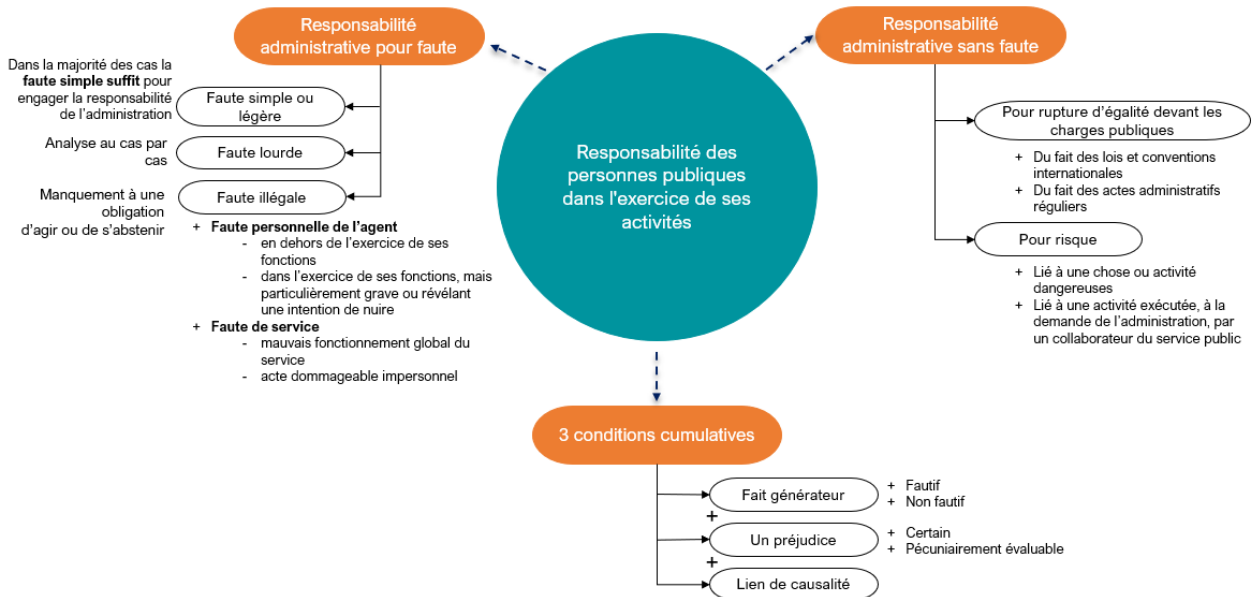 Responsabilité
administrative pour faute
Dans la majorité des cas la
faute simple suffit pour
engager la responsabilité
de l'administration
Faute simple ou
légère
Analyse au cas par
cas
Faute lourde
Manquement à une
obligation
d'agir ou de s'abstenir
Faute illégale
+ Faute personnelle de l'agent
- en dehors de l'exercice de ses
fonctions
- dans l'exercice de ses fonctions, mais
particulièrement grave ou révélant
une intention de nuire
+ Faute de service
- mauvais fonctionnement global du
service
- acte dommageable impersonnel
Responsabilité des
personnes publiques
dans l'exercice de ses
activités
Responsabilité
administrative sans faute
Pour rupture d'égalité devant les
charges publiques
+ Du fait des lois et conventions
internationales
+ Du fait des actes administratifs
réguliers
Pour risque
+ Lié à une chose ou activité
dangereuses
+ Lié à une activité exécutée, à la
demande de l'administration, par
un collaborateur du service public
3 conditions cumulatives
Fait générateur
+ Fautif
+ Non fautif
+
Un préjudice
+ Certain
+ Pécuniairement évaluable
+
Lien de causalité